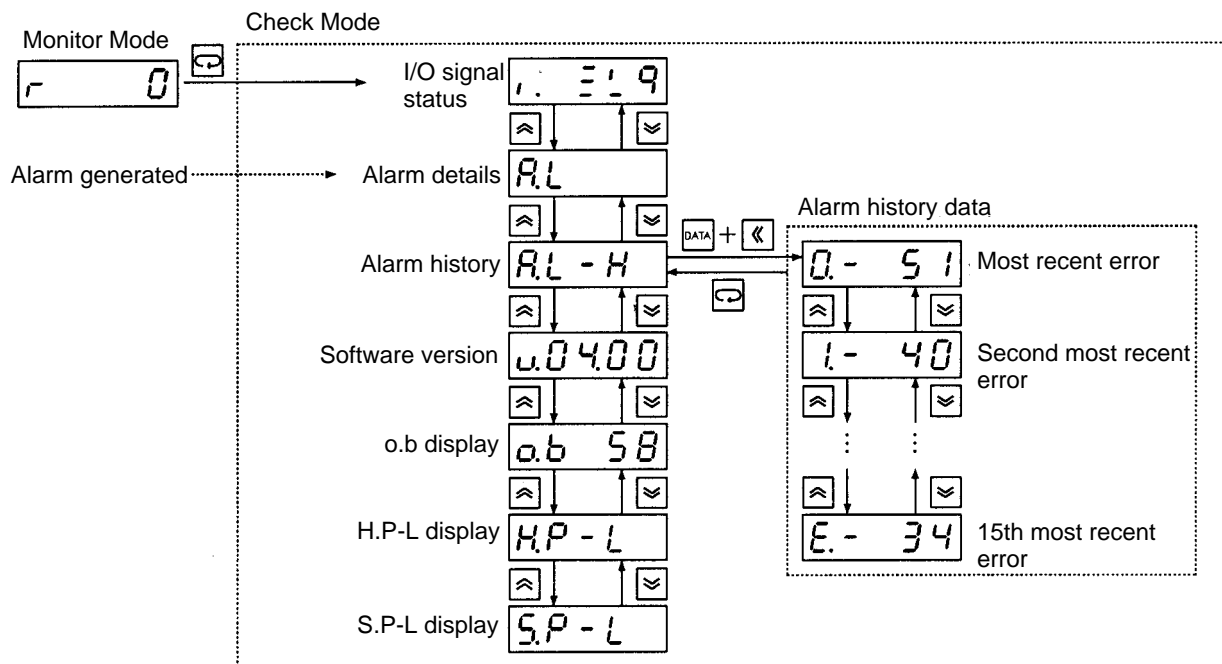 Check Mode
Monitor Mode
r 0
I/O signal
status
Alarm generated
Alarm details
A.L
Alarm history
A.L - H
DATA +
Alarm history data
0.- 51
Most recent error
1.- 40
Second most recent
error
E.- 34
15th most recent
error
Software version
u.04.00
o.b display
o.b 58
H.P-L display
H.P - L
S.P-L display
S.P - L